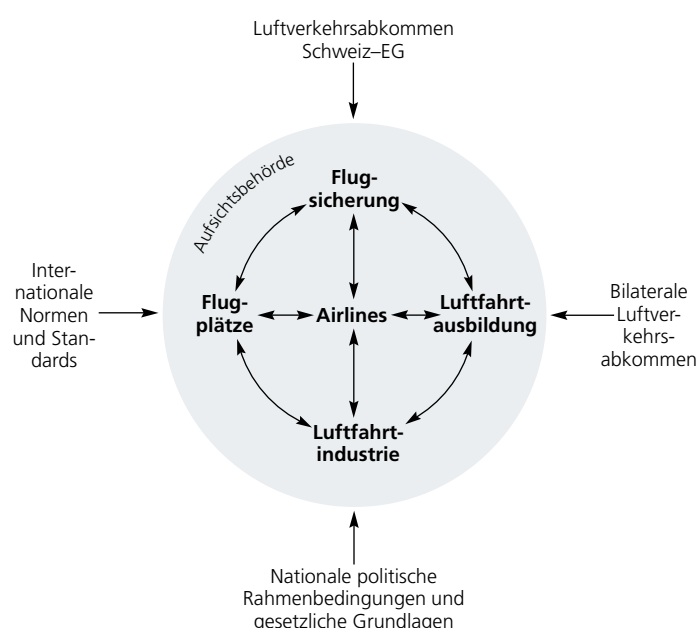 Luftverkehrsabkommen
Schweiz–EG
Aufsichtsbehörde
Flug-
sicherung
Inter-
nationale
Normen
und Stan-
dards
Flug-
plätze
Airlines
Luftfahrt-
ausbildung
Bilaterale
Luftver-
kehrs-
abkommen
Luftfahrt-
industrie
Nationale politische
Rahmenbedingungen und
gesetzliche Grundlagen